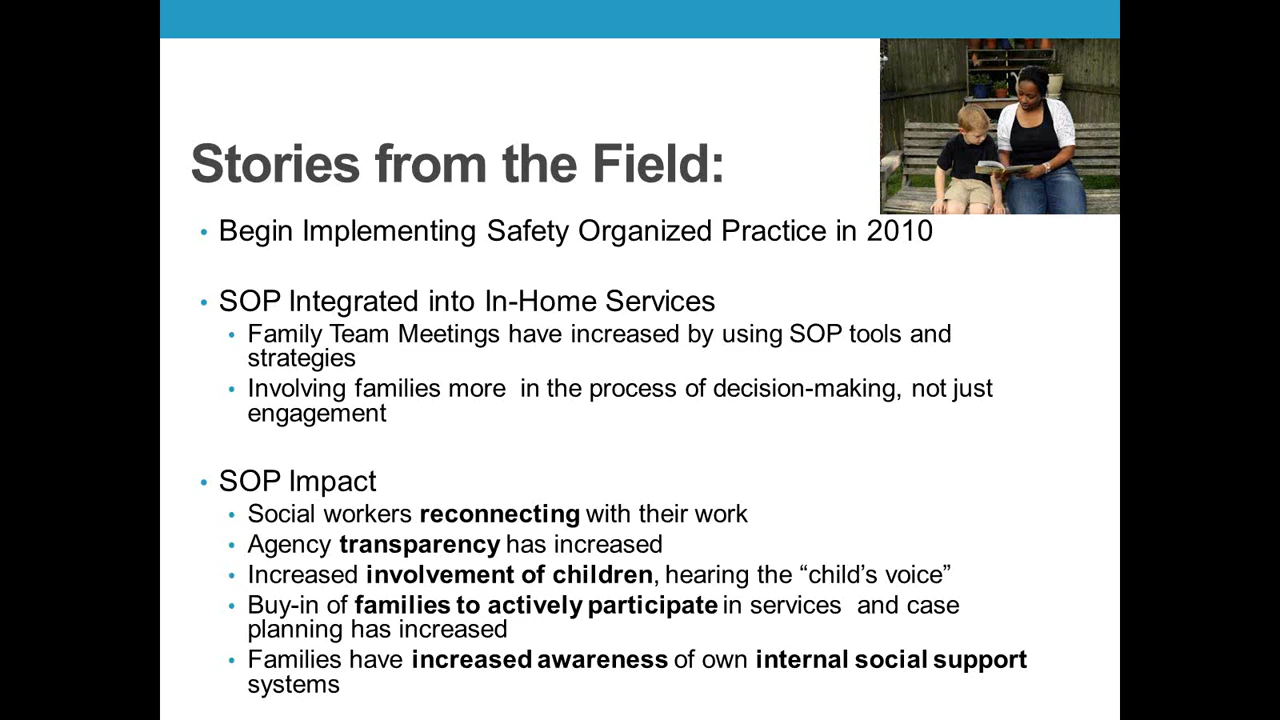 Stories from the Field:
• Begin Implementing Safety Organized Practice in 2010
• SOP Integrated into In-Home Services
• Family Team Meetings have increased by using SOP tools and
strategies
• Involving families more  in the process of decision-making, not just
engagement
• SOP Impact
• Social workers reconnecting with their work
• Agency transparency has increased
• Increased involvement of children, hearing the “child’s voice”
• Buy-in of families to actively participate in services  and case
planning has increased
• Families have increased awareness of own internal social support
systems